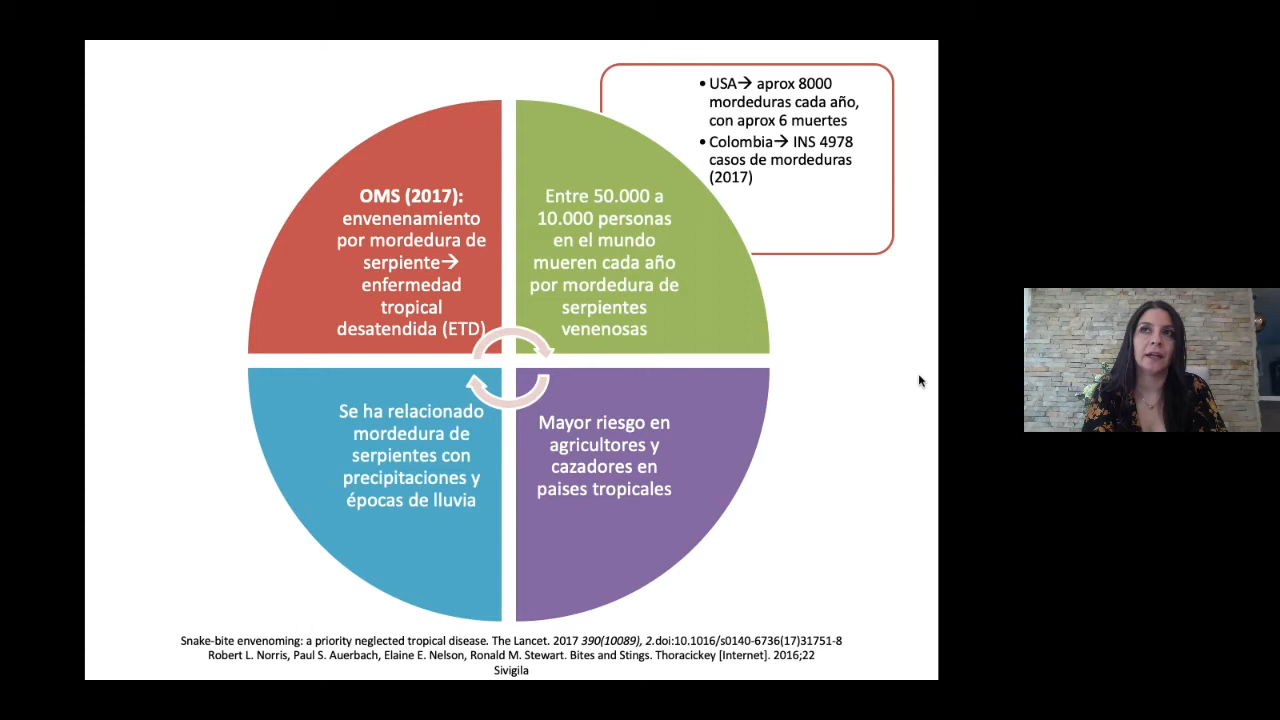 • USA→ aprox 8000
mordeduras cada año,
con aprox 6 muertes
• Colombia→ INS 4978
casos de mordeduras
(2017)
OMS (2017):
envenenamiento
por mordedura de
serpiente→
enfermedad
tropical
desatendida (ETD)
Entre 50.000 a
10.000 personas
en el mundo
mueren cada año
por mordedura de
serpientes
venenosas
Se ha relacionado
mordedura de
serpientes con
precipitaciones y
épocas de lluvia
Mayor riesgo en
agricultores y
cazadores en
paises tropicales
Snake-bite envenoming: a priority neglected tropical disease. The Lancet. 2017 390(10089), 2.doi:10.1016/s0140-6736(17)31751-8
Robert L. Norris, Paul S. Auerbach, Elaine E. Nelson, Ronald M. Stewart. Bites and Stings. Thoracickey [Internet]. 2016;22
Sivigila